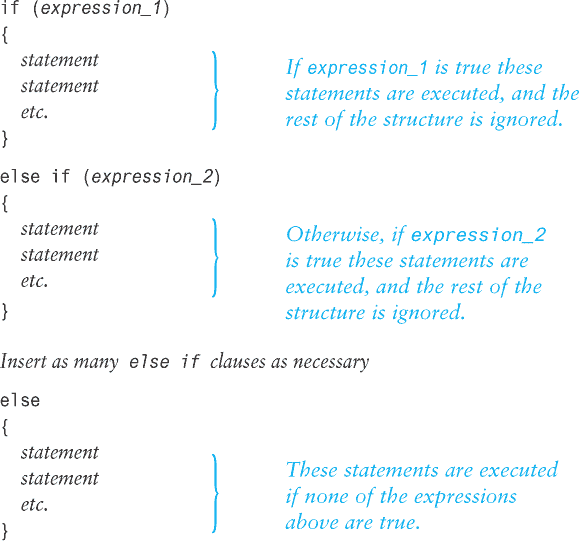 if (expression_1)
{
statement
statement
etc.
}
If expression_1 is true these
statements are executed, and the
rest of the structure is ignored.
else if (expression_2)
{
statement
statement
etc.
}
Otherwise, if expression_2
is true these statements are
executed, and the rest of the
structure is ignored.
Insert as many else if clauses as necessary
else
{
statement
statement
etc.
}
These statements are executed
if none of the expressions
above are true.